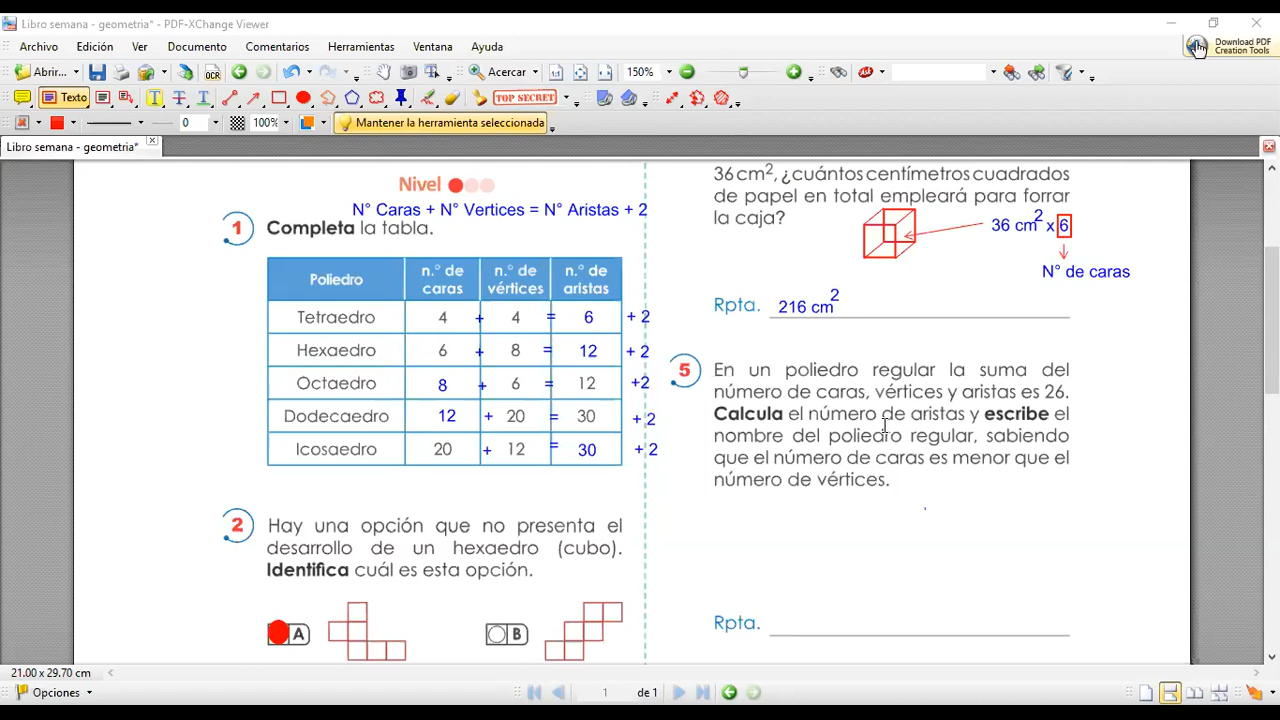 Libro semana - geometria* - PDF-XChange Viewer
Archivo Edición Ver Documento Comentarios Herramientas Ventana Ayuda
Download PDF
Creation Tools
Abrir... OCR Acercar 1:1 150%
Texto T T T TOP SECRET
0 100% Mantener la herramienta seleccionada
Libro semana - geometria*
Nivel
N° Caras + N° Vertices = N° Aristas + 2
1 Completa la tabla.
Poliedro n.° de caras n.° de vértices n.° de aristas
Tetraedro 4 + 4 = 6 + 2
Hexaedro 6 + 8 = 12 + 2
Octaedro 8 + 6 = 12 +2
Dodecaedro 12 + 20 = 30 + 2
Icosaedro 20 + 12 = 30 + 2
2 Hay una opción que no presenta el
desarrollo de un hexaedro (cubo).
Identifica cuál es esta opción.
A B
36 cm², ¿cuántos centímetros cuadrados
de papel en total empleará para forrar
la caja?
36 cm² x 6
N° de caras
Rpta. 216 cm²
5 En un poliedro regular la suma del
número de caras, vértices y aristas es 26.
Calcula el número de aristas y escribe el
nombre del poliedro regular, sabiendo
que el número de caras es menor que el
número de vértices.
Rpta.
21.00 x 29.70 cm
Opciones 1 de 1